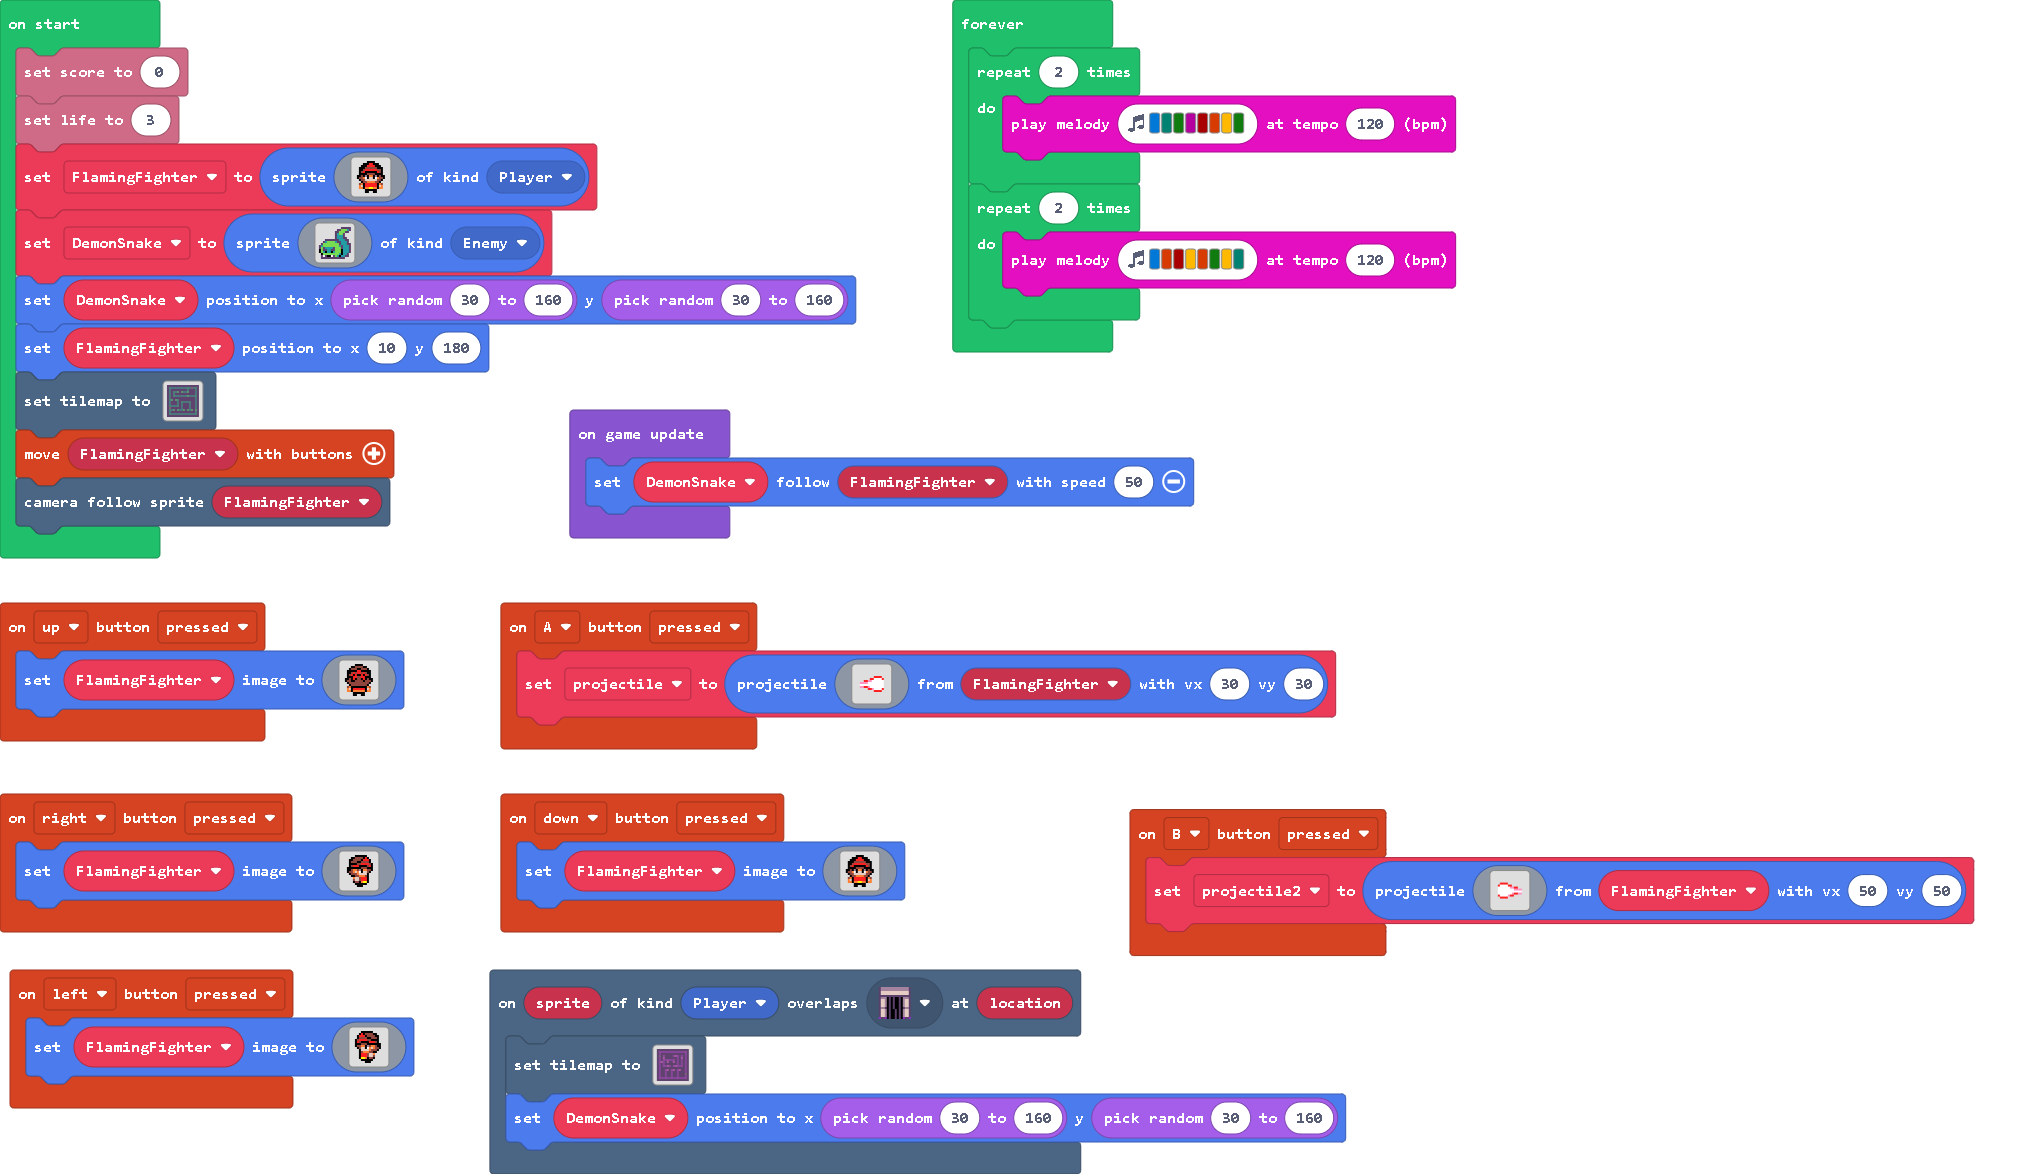 on start
set score to 0
set life to 3
set FlamingFighter to sprite of kind Player
set DemonSnake to sprite of kind Enemy
set DemonSnake position to x pick random 30 to 160 y pick random 30 to 160
set FlamingFighter position to x 10 y 180
set tilemap to
move FlamingFighter with buttons
camera follow sprite FlamingFighter
forever
repeat 2 times
do play melody at tempo 120 (bpm)
repeat 2 times
do play melody at tempo 120 (bpm)
on game update
set DemonSnake follow FlamingFighter with speed 50
on up button pressed
set FlamingFighter image to
on A button pressed
set projectile to projectile from FlamingFighter with vx 30 vy 30
on right button pressed
set FlamingFighter image to
on down button pressed
set FlamingFighter image to
on B button pressed
set projectile2 to projectile from FlamingFighter with vx 50 vy 50
on left button pressed
set FlamingFighter image to
on sprite of kind Player overlaps at location
set tilemap to
set DemonSnake position to x pick random 30 to 160 y pick random 30 to 160